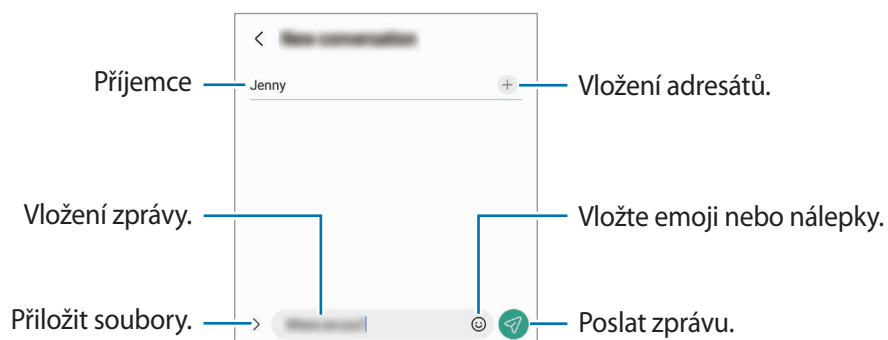 Příjemce
Jenny
Vložení adresátů.
Vložení zprávy.
Vložte emoji nebo nálepky.
Přiložit soubory.
Poslat zprávu.